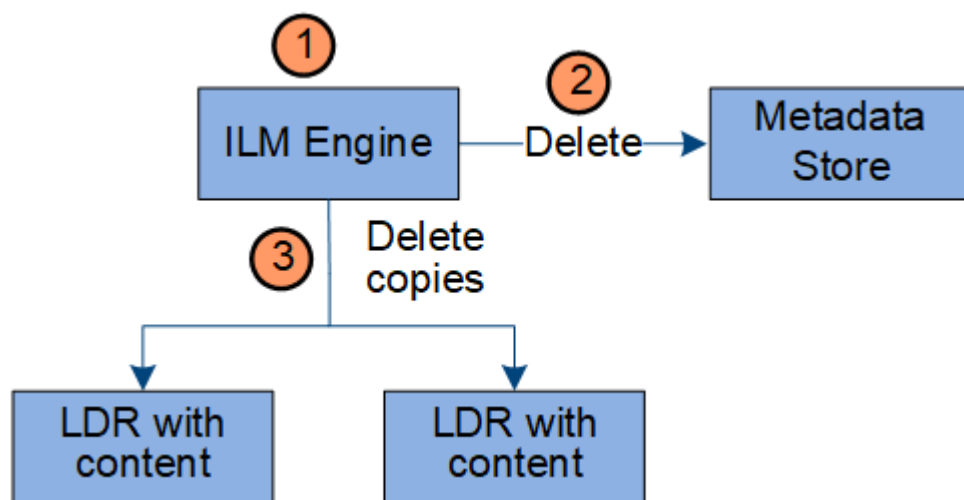 1
2
ILM Engine
Delete
Metadata
Store
3
Delete
copies
LDR with
content
LDR with
content